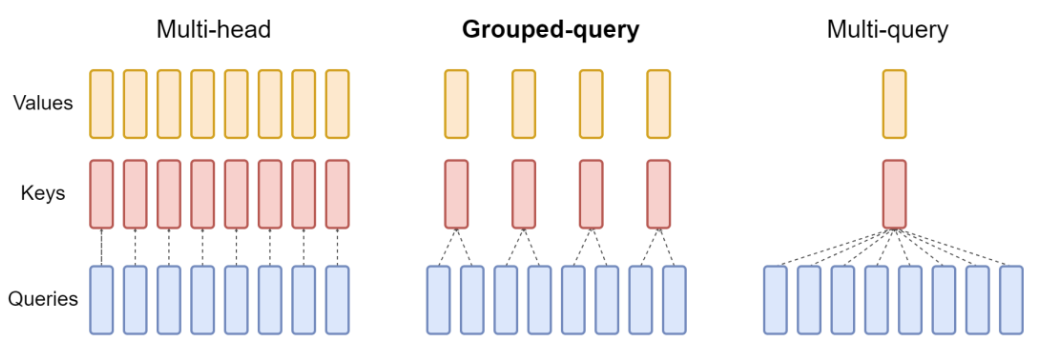 Multi-head
Grouped-query
Multi-query
Values
Keys
Queries